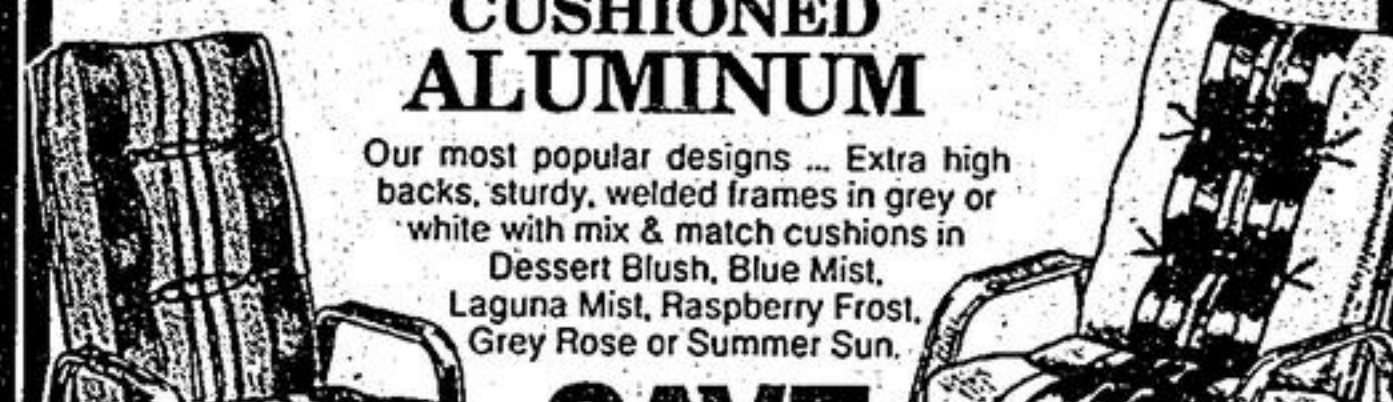 CUSHIONED
ALUMINUM
Our most popular designs ... Extra high
backs, sturdy, welded frames in grey or
white with mix & match cushions in
Dessert Blush, Blue Mist,
Laguna Mist, Raspberry Frost,
Grey Rose or Summer Sun.
SAVE